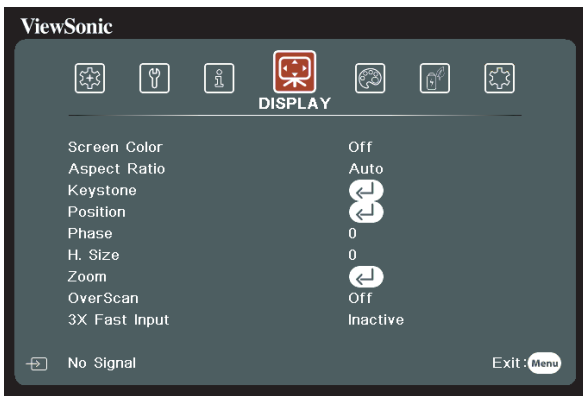 ViewSonic
DISPLAY
Screen Color Off
Aspect Ratio Auto
Keystone
Position
Phase 0
H. Size 0
Zoom
OverScan Off
3X Fast Input Inactive
No Signal Exit: Menu